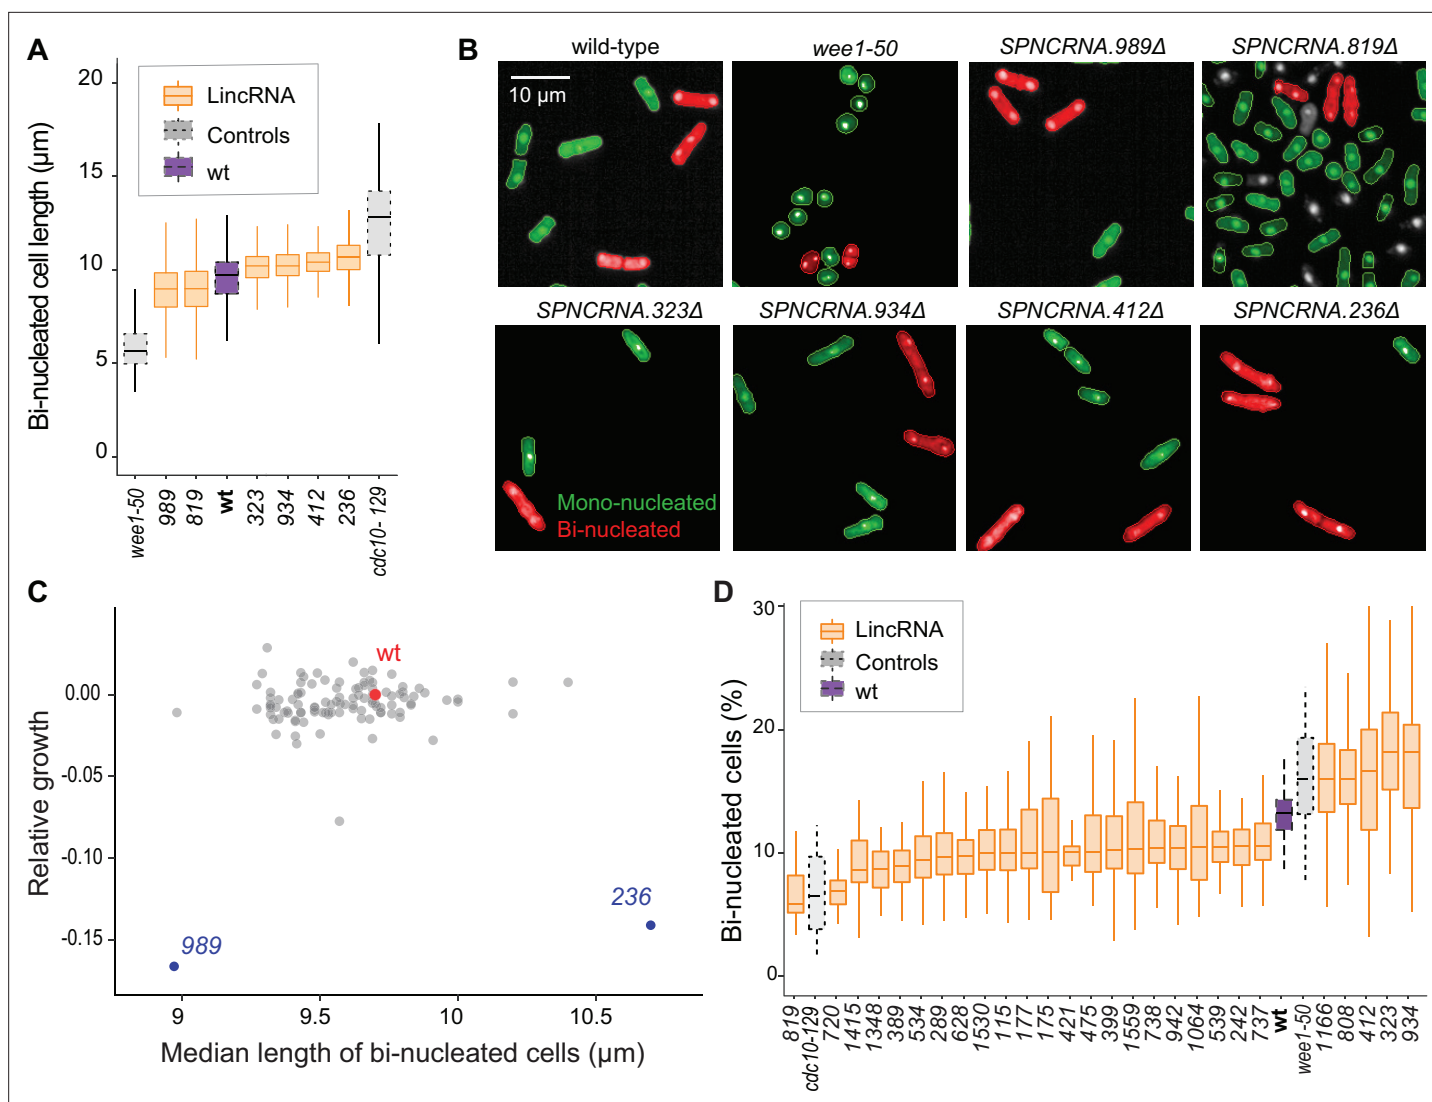 A
Bi-nucleated cell length (µm)
20
15
10
5
0
LincRNA
Controls
wt
wee1-50
989
819
wt
323
934
412
236
cdc10- 129
B
wild-type
wee1-50
SPNCRNA.989Δ
SPNCRNA.819Δ
10 µm
SPNCRNA.323Δ
SPNCRNA.934Δ
SPNCRNA.412Δ
SPNCRNA.236Δ
Mono-nucleated
Bi-nucleated
C
Relative growth
0.00
-0.05
-0.10
-0.15
wt
236
989
9
9.5
10
10.5
Median length of bi-nucleated cells (µm)
D
Bi-nucleated cells (%)
30
20
10
0
LincRNA
Controls
wt
819
cdc10-129
720
1415
1348
389
534
289
628
1530
115
177
175
421
475
399
1559
738
942
1064
539
242
737
wt
wee1-50
1166
808
412
323
934